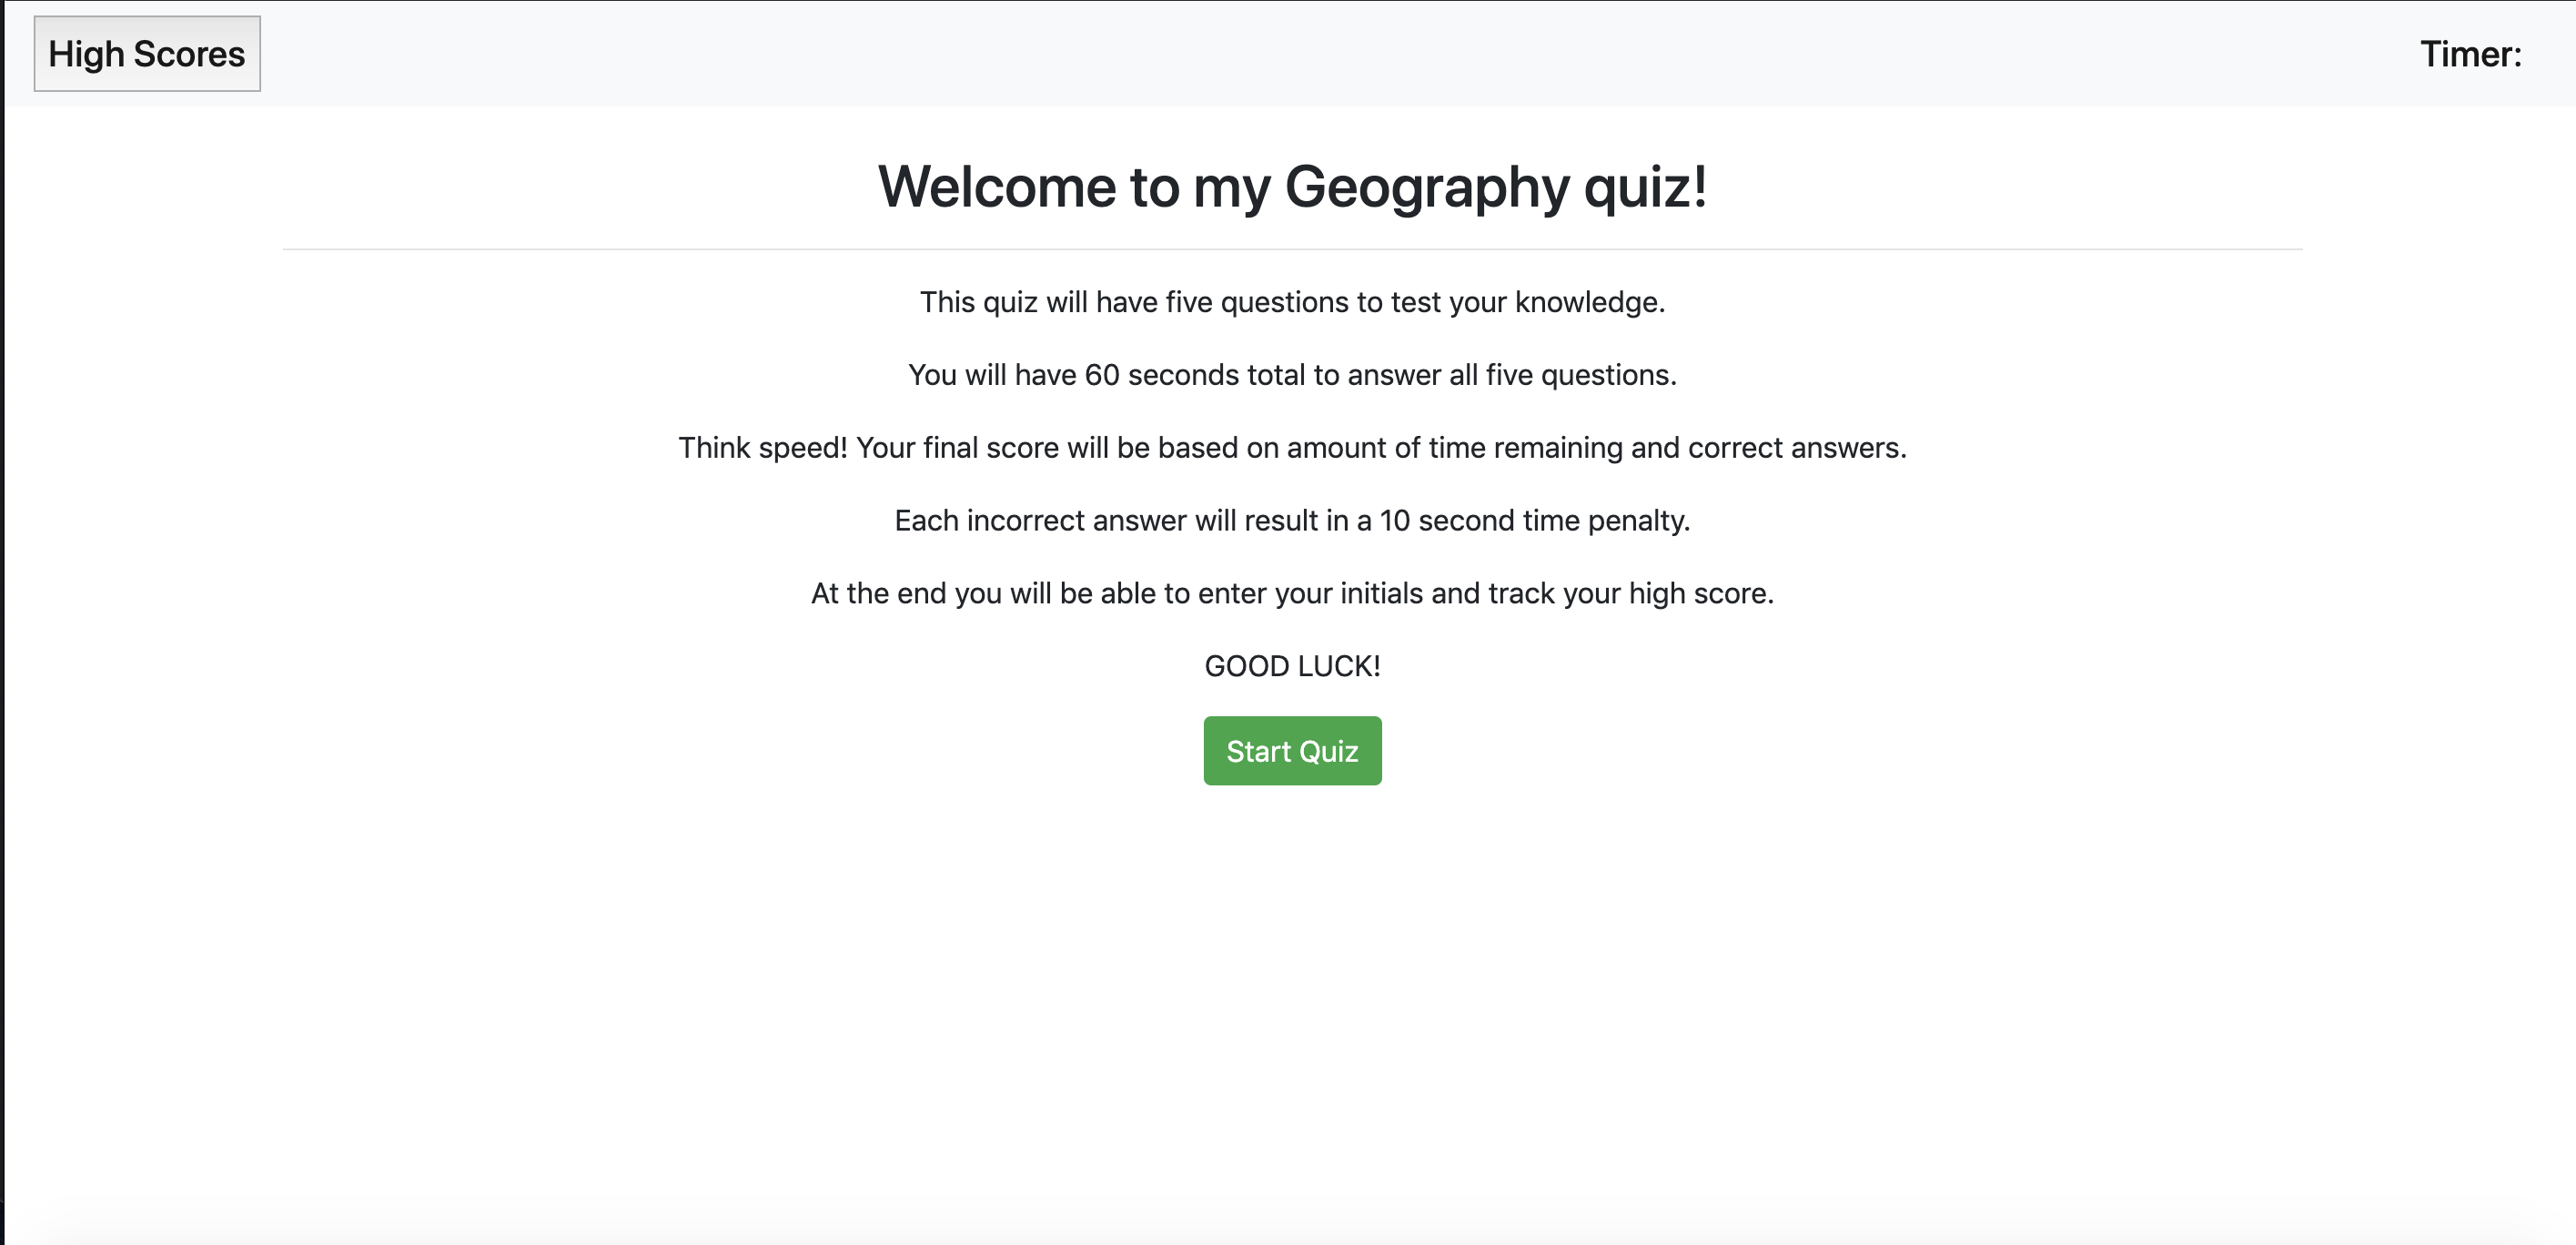 High Scores
Timer:
Welcome to my Geography quiz!
This quiz will have five questions to test your knowledge.
You will have 60 seconds total to answer all five questions.
Think speed! Your final score will be based on amount of time remaining and correct answers.
Each incorrect answer will result in a 10 second time penalty.
At the end you will be able to enter your initials and track your high score.
GOOD LUCK!
Start Quiz